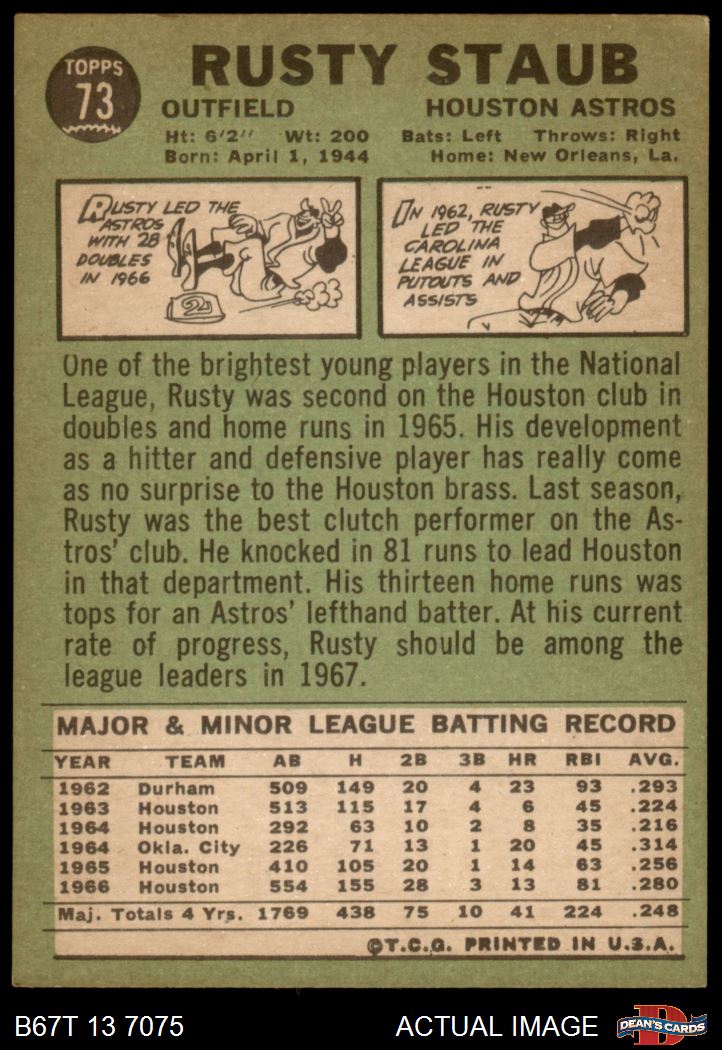 TOPPS
73
RUSTY STAUB
OUTFIELD HOUSTON ASTROS
Ht: 6'2" Wt: 200 Bats: Left Throws: Right
Born: April 1, 1944 Home: New Orleans, La.
RUSTY LED THE
ASTROS
WITH 28
DOUBLES
IN 1966
2
IN 1962, RUSTY
LED THE
CAROLINA
LEAGUE IN
PUTOUTS AND
ASSISTS
One of the brightest young players in the National
League, Rusty was second on the Houston club in
doubles and home runs in 1965. His development
as a hitter and defensive player has really come
as no surprise to the Houston brass. Last season,
Rusty was the best clutch performer on the As-
tros' club. He knocked in 81 runs to lead Houston
in that department. His thirteen home runs was
tops for an Astros' lefthand batter. At his current
rate of progress, Rusty should be among the
league leaders in 1967.
MAJOR & MINOR LEAGUE BATTING RECORD
YEAR TEAM AB H 2B 3B HR RBI AVG.
1962 Durham 509 149 20 4 23 93 .293
1963 Houston 513 115 17 4 6 45 .224
1964 Houston 292 63 10 2 8 35 .216
1964 Okla. City 226 71 13 1 20 45 .314
1965 Houston 410 105 20 1 14 63 .256
1966 Houston 554 155 28 3 13 81 .280
Maj. Totals 4 Yrs. 1769 438 75 10 41 224 .248
©T.C.G. PRINTED IN U.S.A.
B67T 13 7075 ACTUAL IMAGE D DEAN'S CARDS